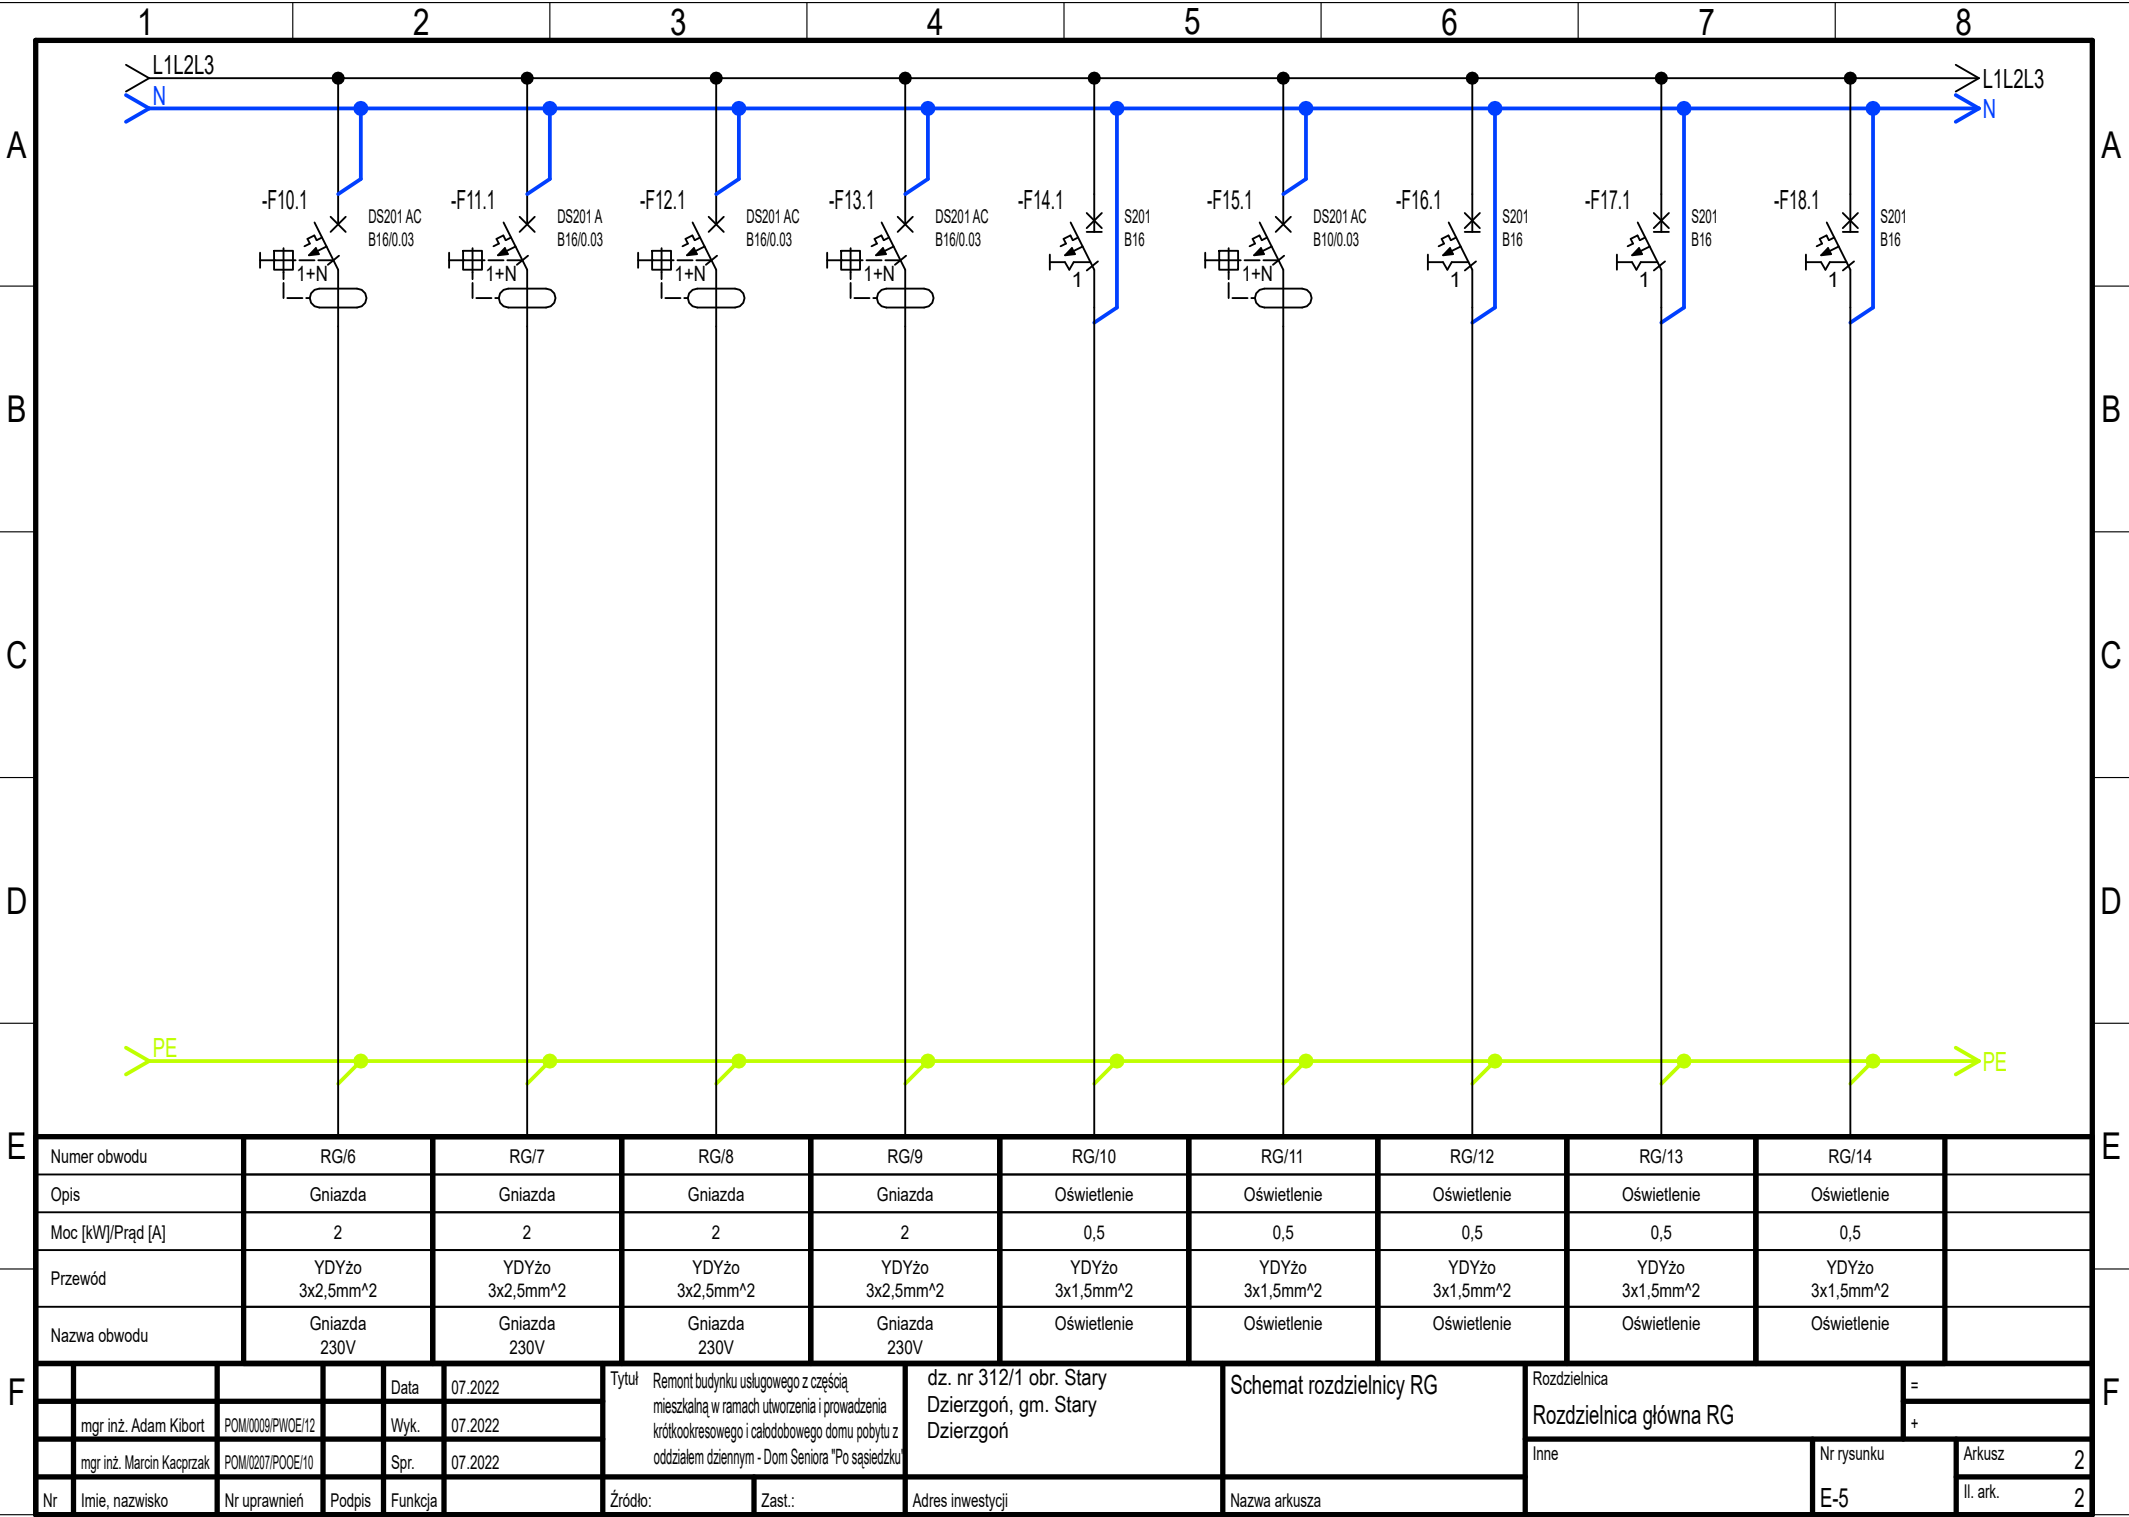 1 2 3 4 5 6 7 8
L1L2L3 L1L2L3
N N
A A
-F10.1 DS201 AC B16/0.03 1+N
-F11.1 DS201 A B16/0.03 1+N
-F12.1 DS201 AC B16/0.03 1+N
-F13.1 DS201 AC B16/0.03 1+N
-F14.1 S201 B16 1
-F15.1 DS201 AC B10/0.03 1+N
-F16.1 S201 B16 1
-F17.1 S201 B16 1
-F18.1 S201 B16 1
B B
C C
D D
PE PE
E E
Numer obwodu RG/6 RG/7 RG/8 RG/9 RG/10 RG/11 RG/12 RG/13 RG/14
Opis Gniazda Gniazda Gniazda Gniazda Oświetlenie Oświetlenie Oświetlenie Oświetlenie Oświetlenie
Moc [kW]/Prąd [A] 2 2 2 2 0,5 0,5 0,5 0,5 0,5
Przewód YDYżo YDYżo YDYżo YDYżo YDYżo YDYżo YDYżo YDYżo YDYżo
3x2,5mm^2 3x2,5mm^2 3x2,5mm^2 3x2,5mm^2 3x1,5mm^2 3x1,5mm^2 3x1,5mm^2 3x1,5mm^2 3x1,5mm^2
Nazwa obwodu Gniazda Gniazda Gniazda Gniazda Oświetlenie Oświetlenie Oświetlenie Oświetlenie Oświetlenie
230V 230V 230V 230V
F F
Data 07.2022
mgr inż. Adam Kibort POM/0009/PWOE/12 Wyk. 07.2022
mgr inż. Marcin Kacprzak POM/0207/POOE/10 Spr. 07.2022
Nr Imie, nazwisko Nr uprawnień Podpis Funkcja
Tytuł Remont budynku usługowego z częścią
mieszkalną w ramach utworzenia i prowadzenia
krótkookresowego i całodobowego domu pobytu z
oddziałem dziennym - Dom Seniora "Po sąsiedzku"
Źródło: Zast.:
dz. nr 312/1 obr. Stary
Dzierzgoń, gm. Stary
Dzierzgoń
Adres inwestycji
Schemat rozdzielnicy RG
Nazwa arkusza
Rozdzielnica
Rozdzielnica główna RG
=
+
Inne
Nr rysunku
E-5
Arkusz 2
Il. ark. 2